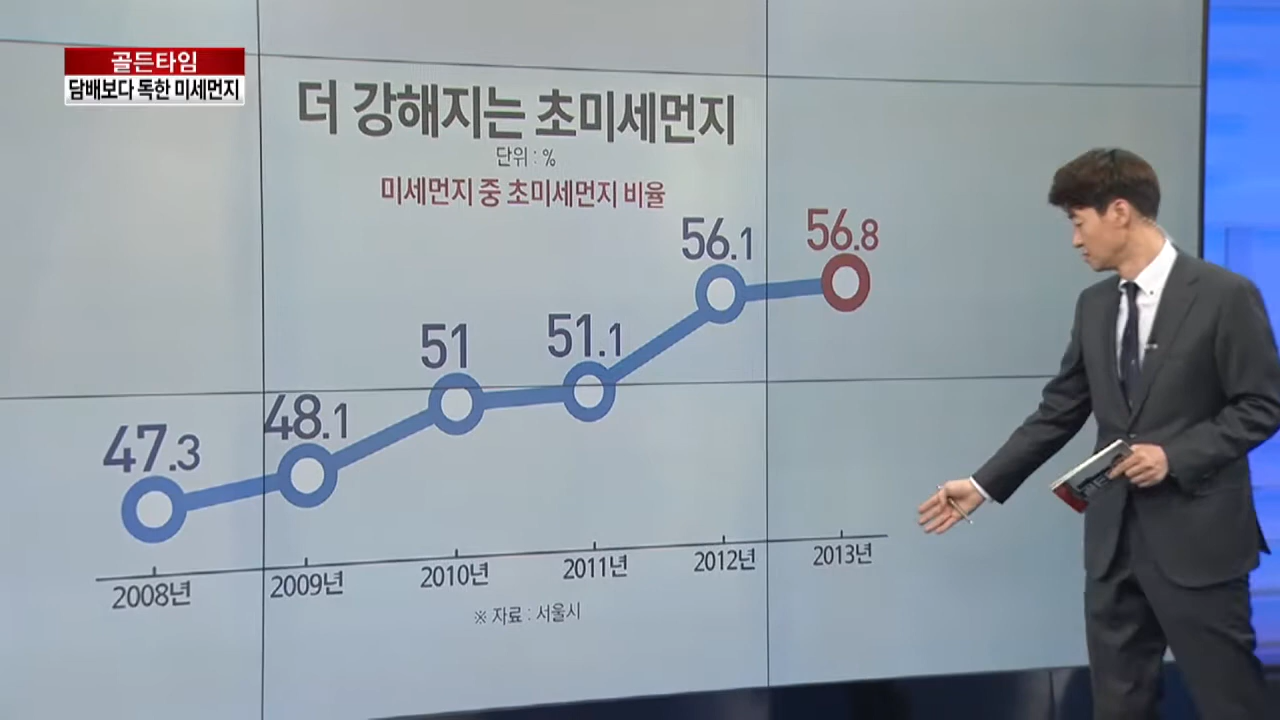 골든타임
담배보다 독한 미세먼지
더 강해지는 초미세먼지
단위 : %
미세먼지 중 초미세먼지 비율
47.3
48.1
51
51.1
56.1
56.8
2008년
2009년
2010년
2011년
2012년
2013년
※ 자료 : 서울시